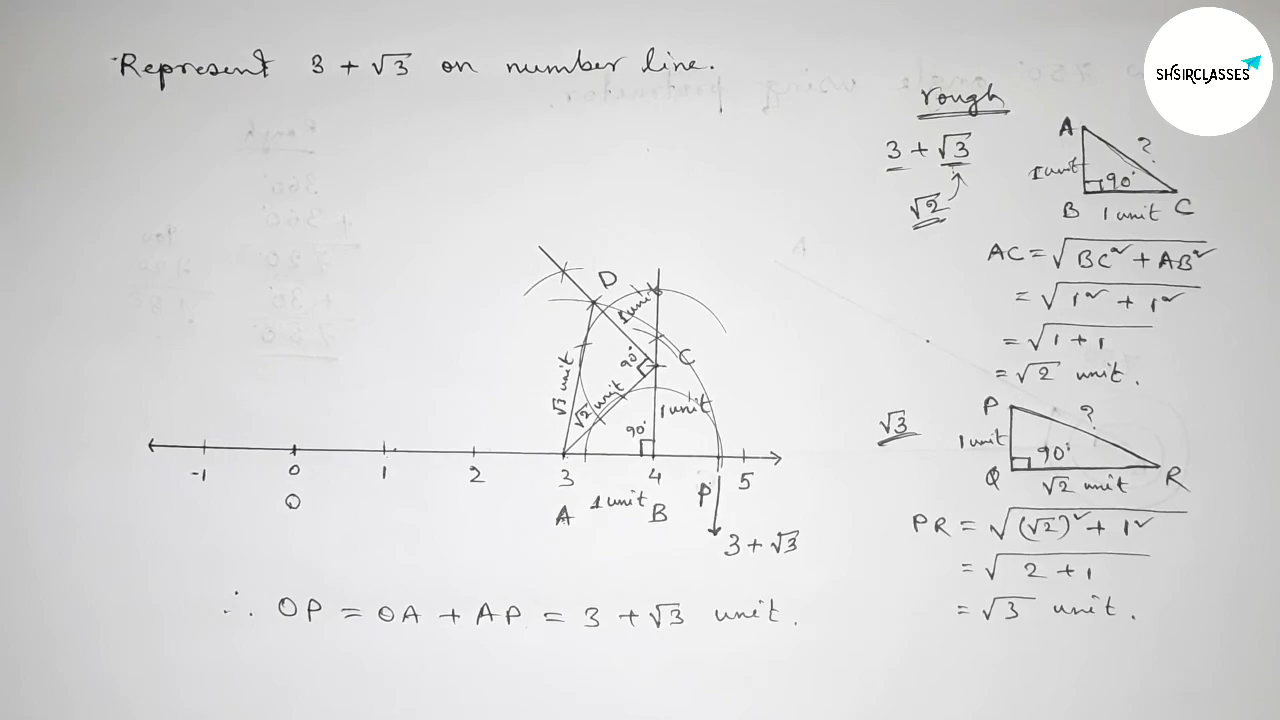 Represent 3 + √3 on number line.
SHSIRCLASSES
rough
3 + √3
√2
A
?
1unit
90°
B 1 unit C
AC = √BC² + AB²
= √1² + 1²
= √1 + 1
= √2 unit.
√3
P
?
1unit
90°
Q √2 unit R
PR = √(√2)² + 1²
= √2 + 1
= √3 unit.
D
1unit
90°
C
√3 unit
√2 unit
1unit
90°
-1 0 1 2 3 4 5
O
A 1unit B P
3 + √3
∴ OP = OA + AP = 3 + √3 unit.